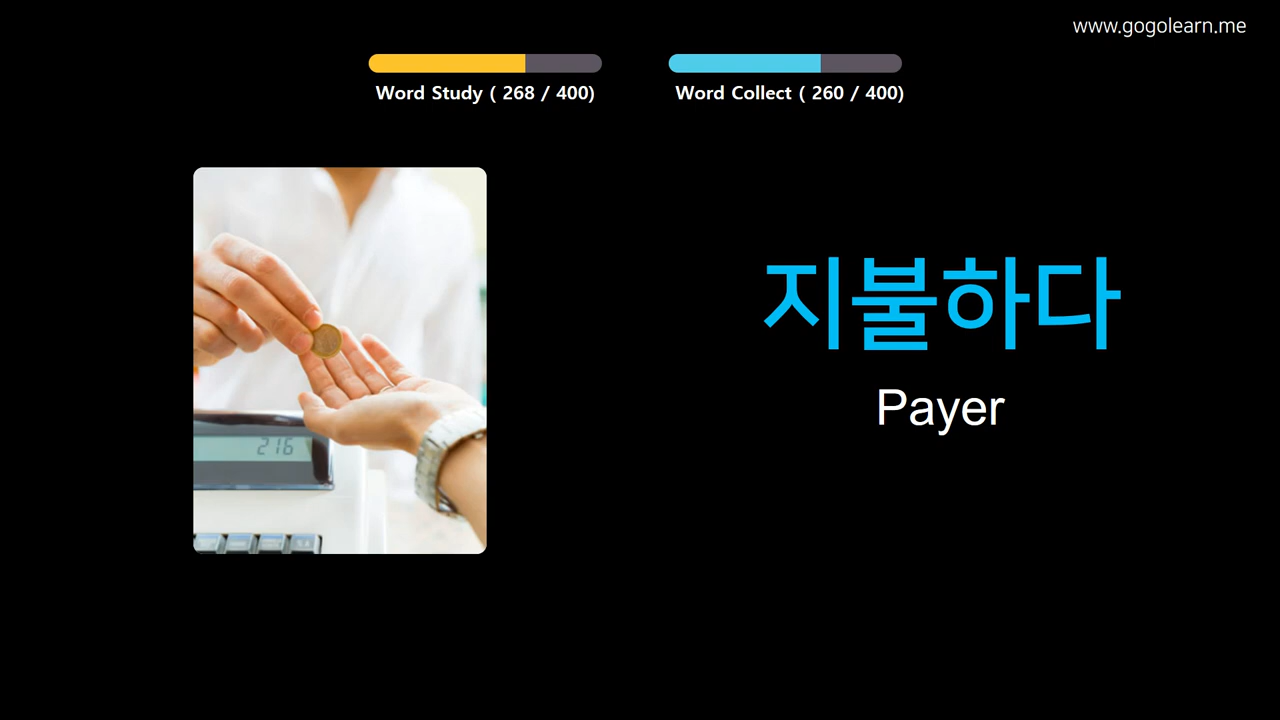 www.gogolearn.me
Word Study ( 268 / 400)
Word Collect ( 260 / 400)
지불하다
Payer
216